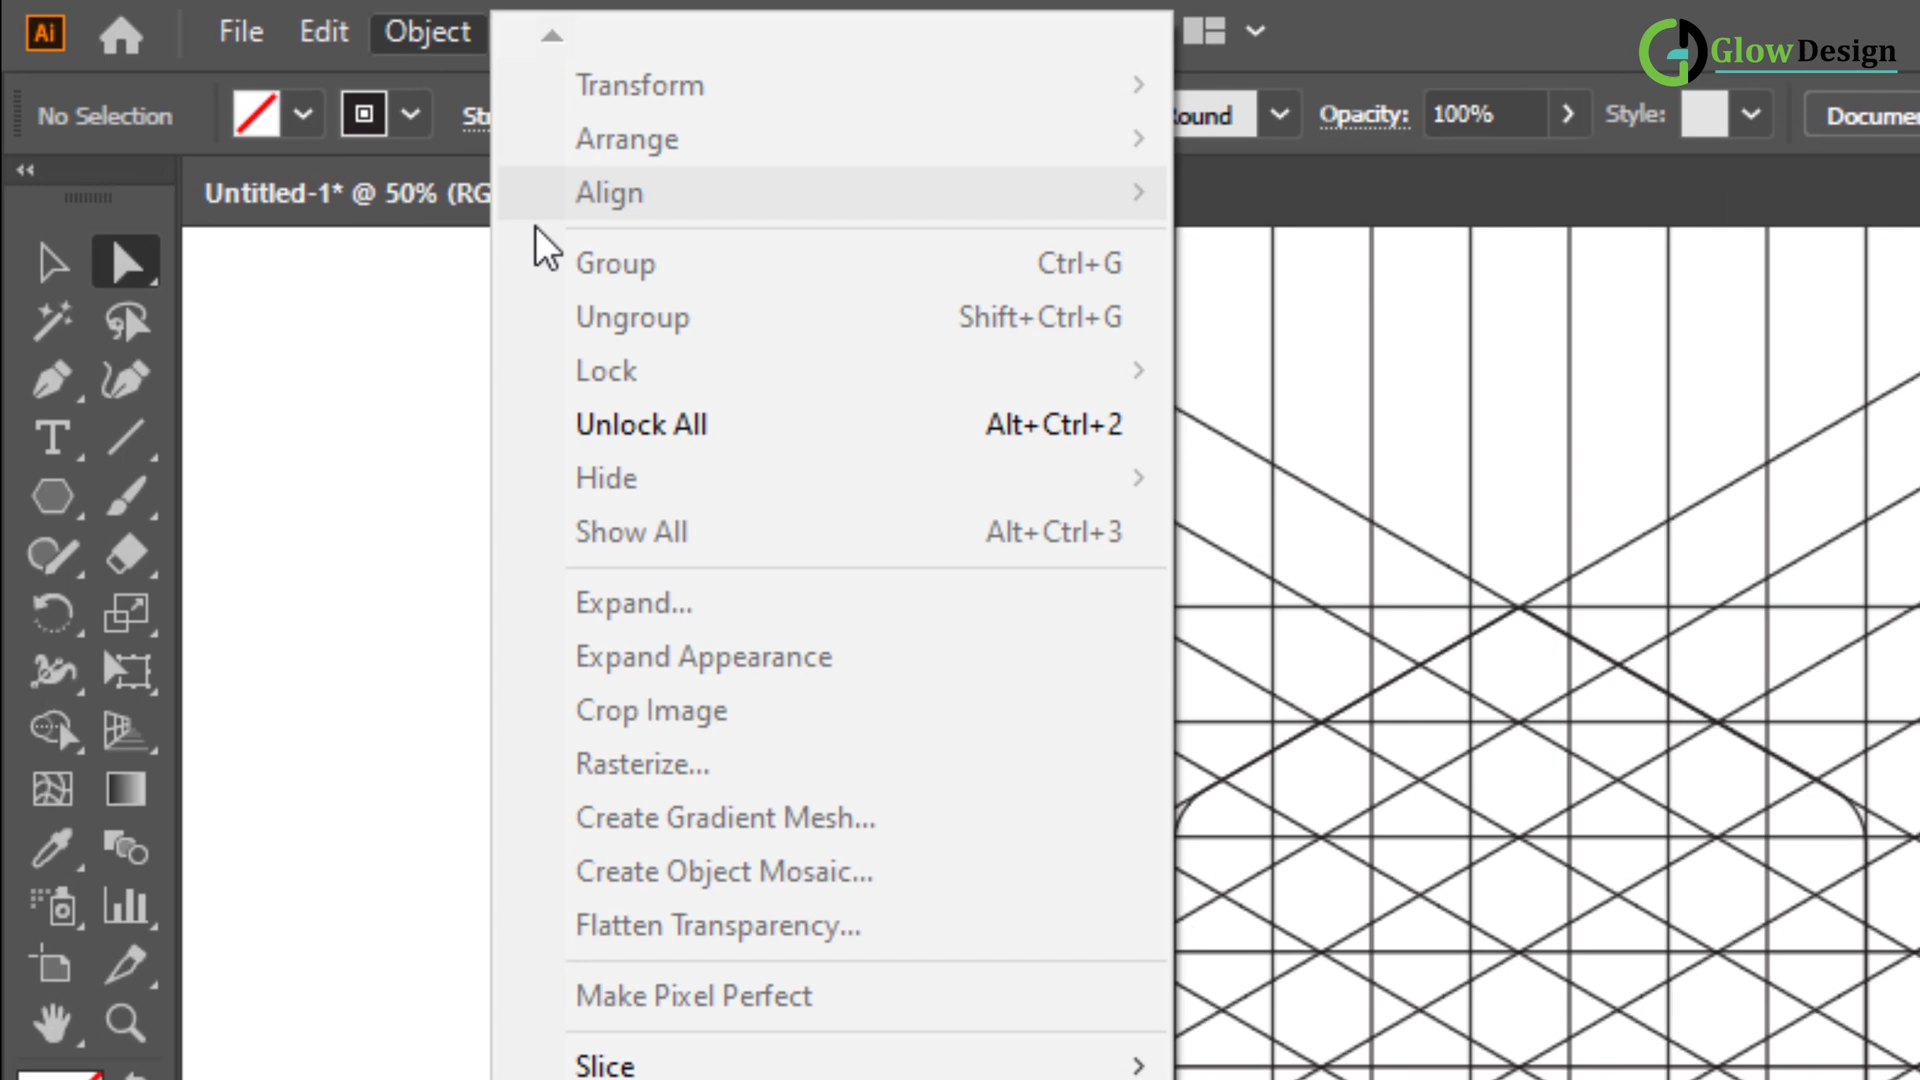 Ai
File Edit Object
Glow Design
No Selection
Round
Opacity: 100%
Style:
Untitled-1* @ 50%
Transform
Arrange
Align
Group Ctrl+G
Ungroup Shift+Ctrl+G
Lock
Unlock All Alt+Ctrl+2
Hide
Show All Alt+Ctrl+3
Expand...
Expand Appearance
Crop Image
Rasterize...
Create Gradient Mesh...
Create Object Mosaic...
Flatten Transparency...
Make Pixel Perfect
Slice